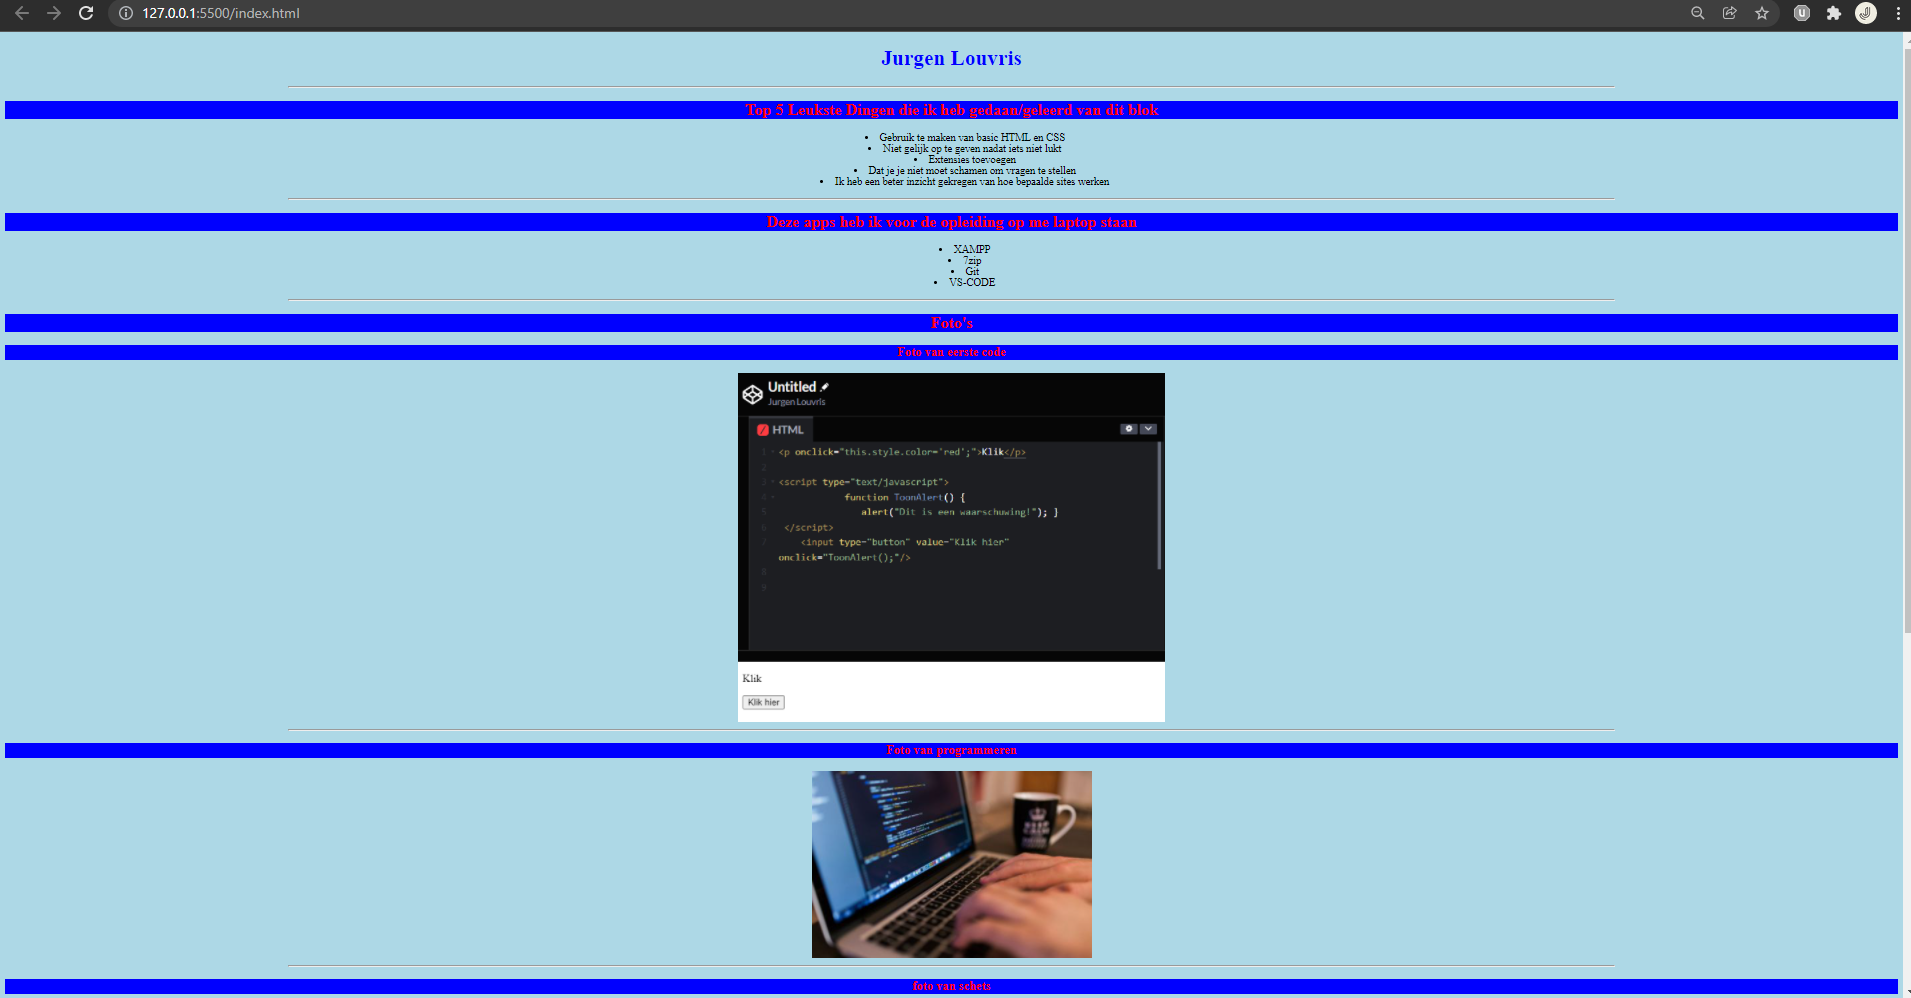 127.0.0.1:5500/index.html
Jurgen Louvris
Top 5 Leukste Dingen die ik heb gedaan/geleerd van dit blok
• Gebruik te maken van basic HTML en CSS
• Niet gelijk op te geven nadat iets niet lukt
• Extensies toevoegen
• Dat je je niet moet schamen om vragen te stellen
• Ik heb een beter inzicht gekregen van hoe bepaalde sites werken
Deze apps heb ik voor de opleiding op me laptop staan
• XAMPP
• 7zip
• Git
• VS-CODE
Foto's
Foto van eerste code
Untitled
Jurgen Louvris
HTML
1 <p onclick="this.style.color='red';">Klik</p>
2
3 <script type="text/javascript">
4 function ToonAlert() {
5 alert("Dit is een waarschuwing!"); }
6 </script>
7 <input type="button" value="Klik hier"
onclick="ToonAlert();"/>
8
9
Klik
Klik hier
Foto van programmeren
KEEP
CALM
foto van schets